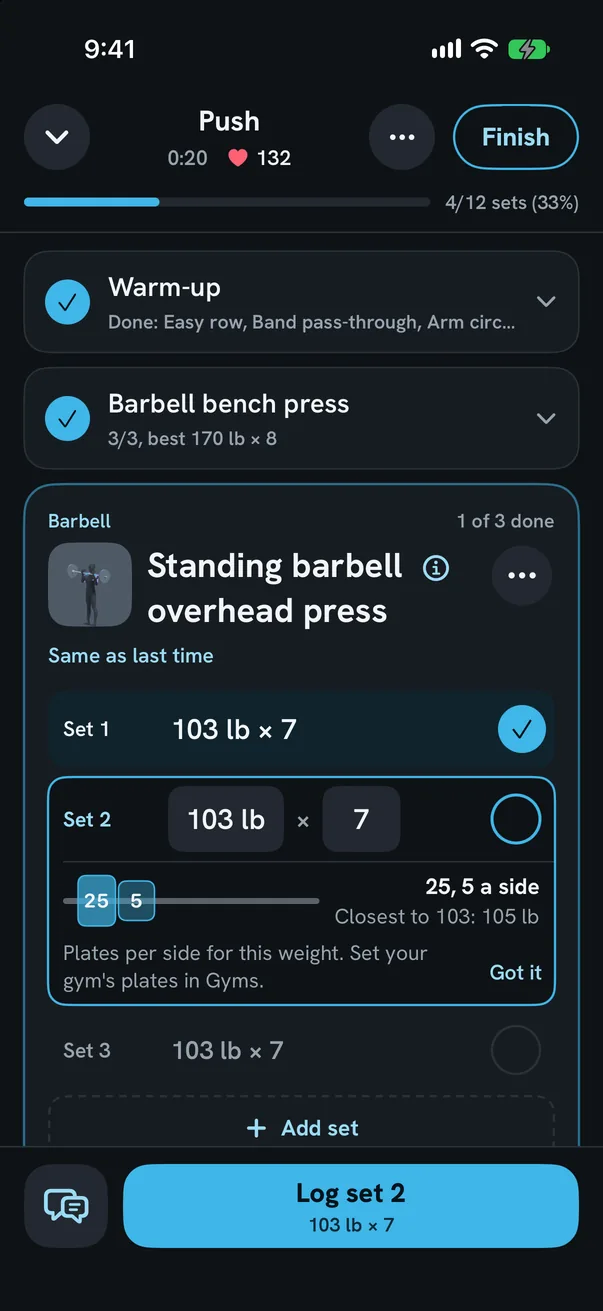 9:41
Push
Finish
0:20 132
4/12 sets (33%)
Warm-up
Done: Easy row, Band pass-through, Arm circ...
Barbell bench press
3/3, best 170 lb × 8
Barbell
1 of 3 done
Standing barbell
overhead press
Same as last time
Set 1 103 lb × 7
Set 2 103 lb × 7
25 5
25, 5 a side
Closest to 103: 105 lb
Plates per side for this weight. Set your
gym's plates in Gyms.
Got it
Set 3 103 lb × 7
+ Add set
Log set 2
103 lb × 7